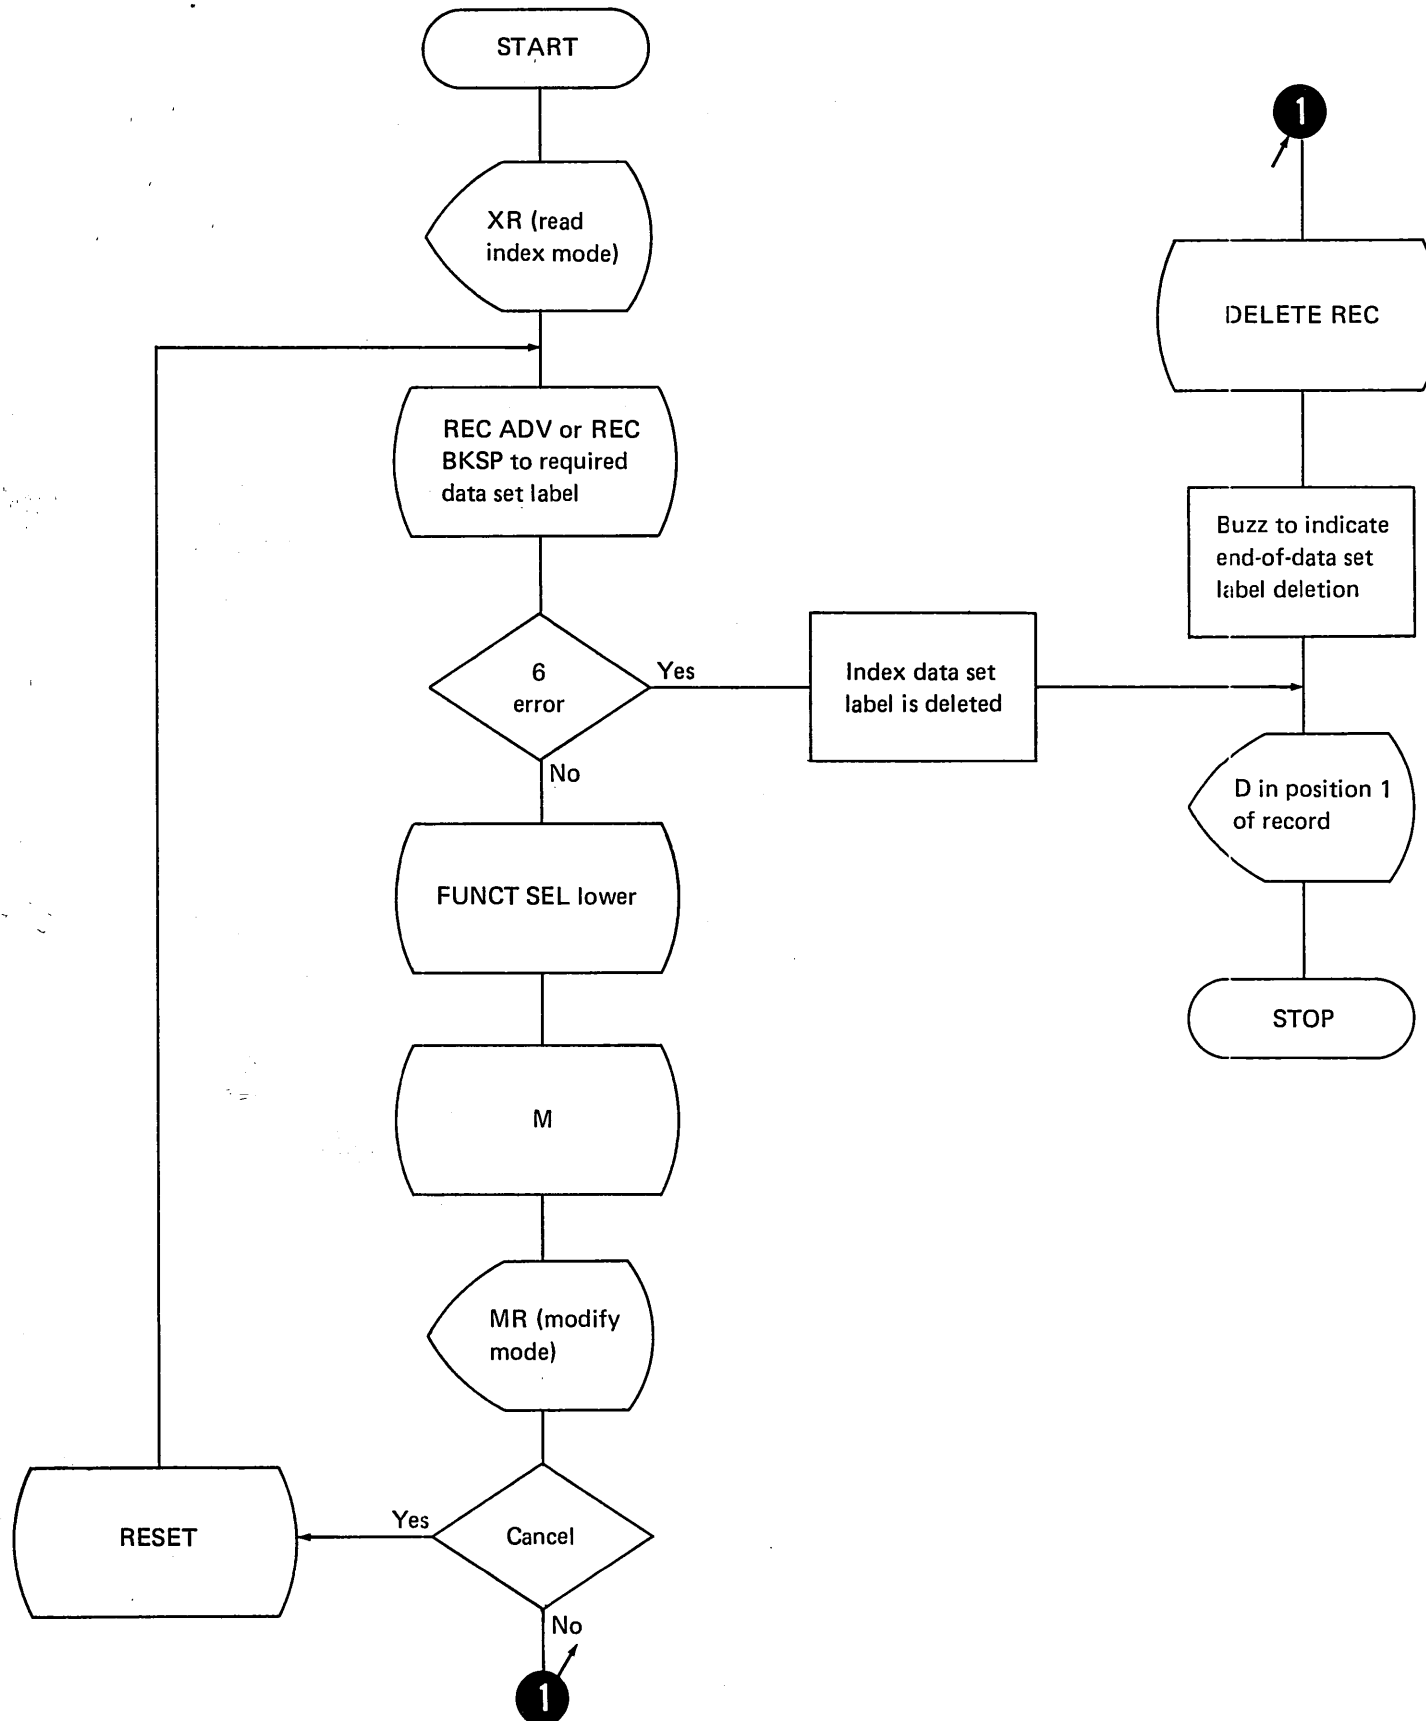 START
XR (read
index mode)
REC ADV or REC
BKSP to required
data set label
6
error
Yes
No
Index data set
label is deleted
FUNCT SEL lower
M
MR (modify
mode)
Cancel
Yes
RESET
No
1
1
DELETE REC
Buzz to indicate
end-of-data set
label deletion
D in position 1
of record
STOP